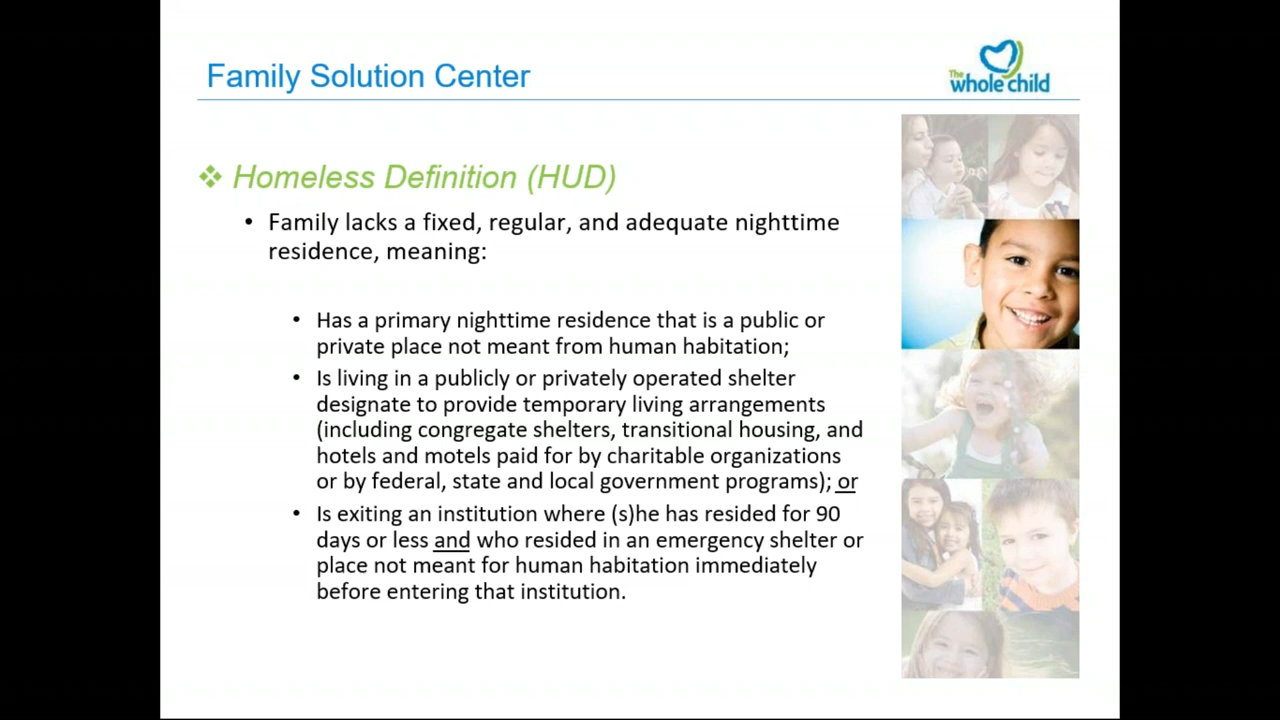 Family Solution Center
The
whole child
❖ Homeless Definition (HUD)
• Family lacks a fixed, regular, and adequate nighttime
residence, meaning:
• Has a primary nighttime residence that is a public or
private place not meant from human habitation;
• Is living in a publicly or privately operated shelter
designate to provide temporary living arrangements
(including congregate shelters, transitional housing, and
hotels and motels paid for by charitable organizations
or by federal, state and local government programs); or
• Is exiting an institution where (s)he has resided for 90
days or less and who resided in an emergency shelter or
place not meant for human habitation immediately
before entering that institution.